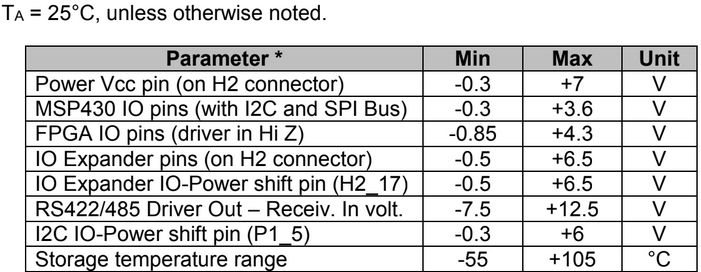 TA = 25°C, unless otherwise noted.
Parameter * Min Max Unit
Power Vcc pin (on H2 connector) -0.3 +7 V
MSP430 IO pins (with I2C and SPI Bus) -0.3 +3.6 V
FPGA IO pins (driver in Hi Z) -0.85 +4.3 V
IO Expander pins (on H2 connector) -0.5 +6.5 V
IO Expander IO-Power shift pin (H2_17) -0.5 +6.5 V
RS422/485 Driver Out – Receiv. In volt. -7.5 +12.5 V
I2C IO-Power shift pin (P1_5) -0.3 +6 V
Storage temperature range -55 +105 °C